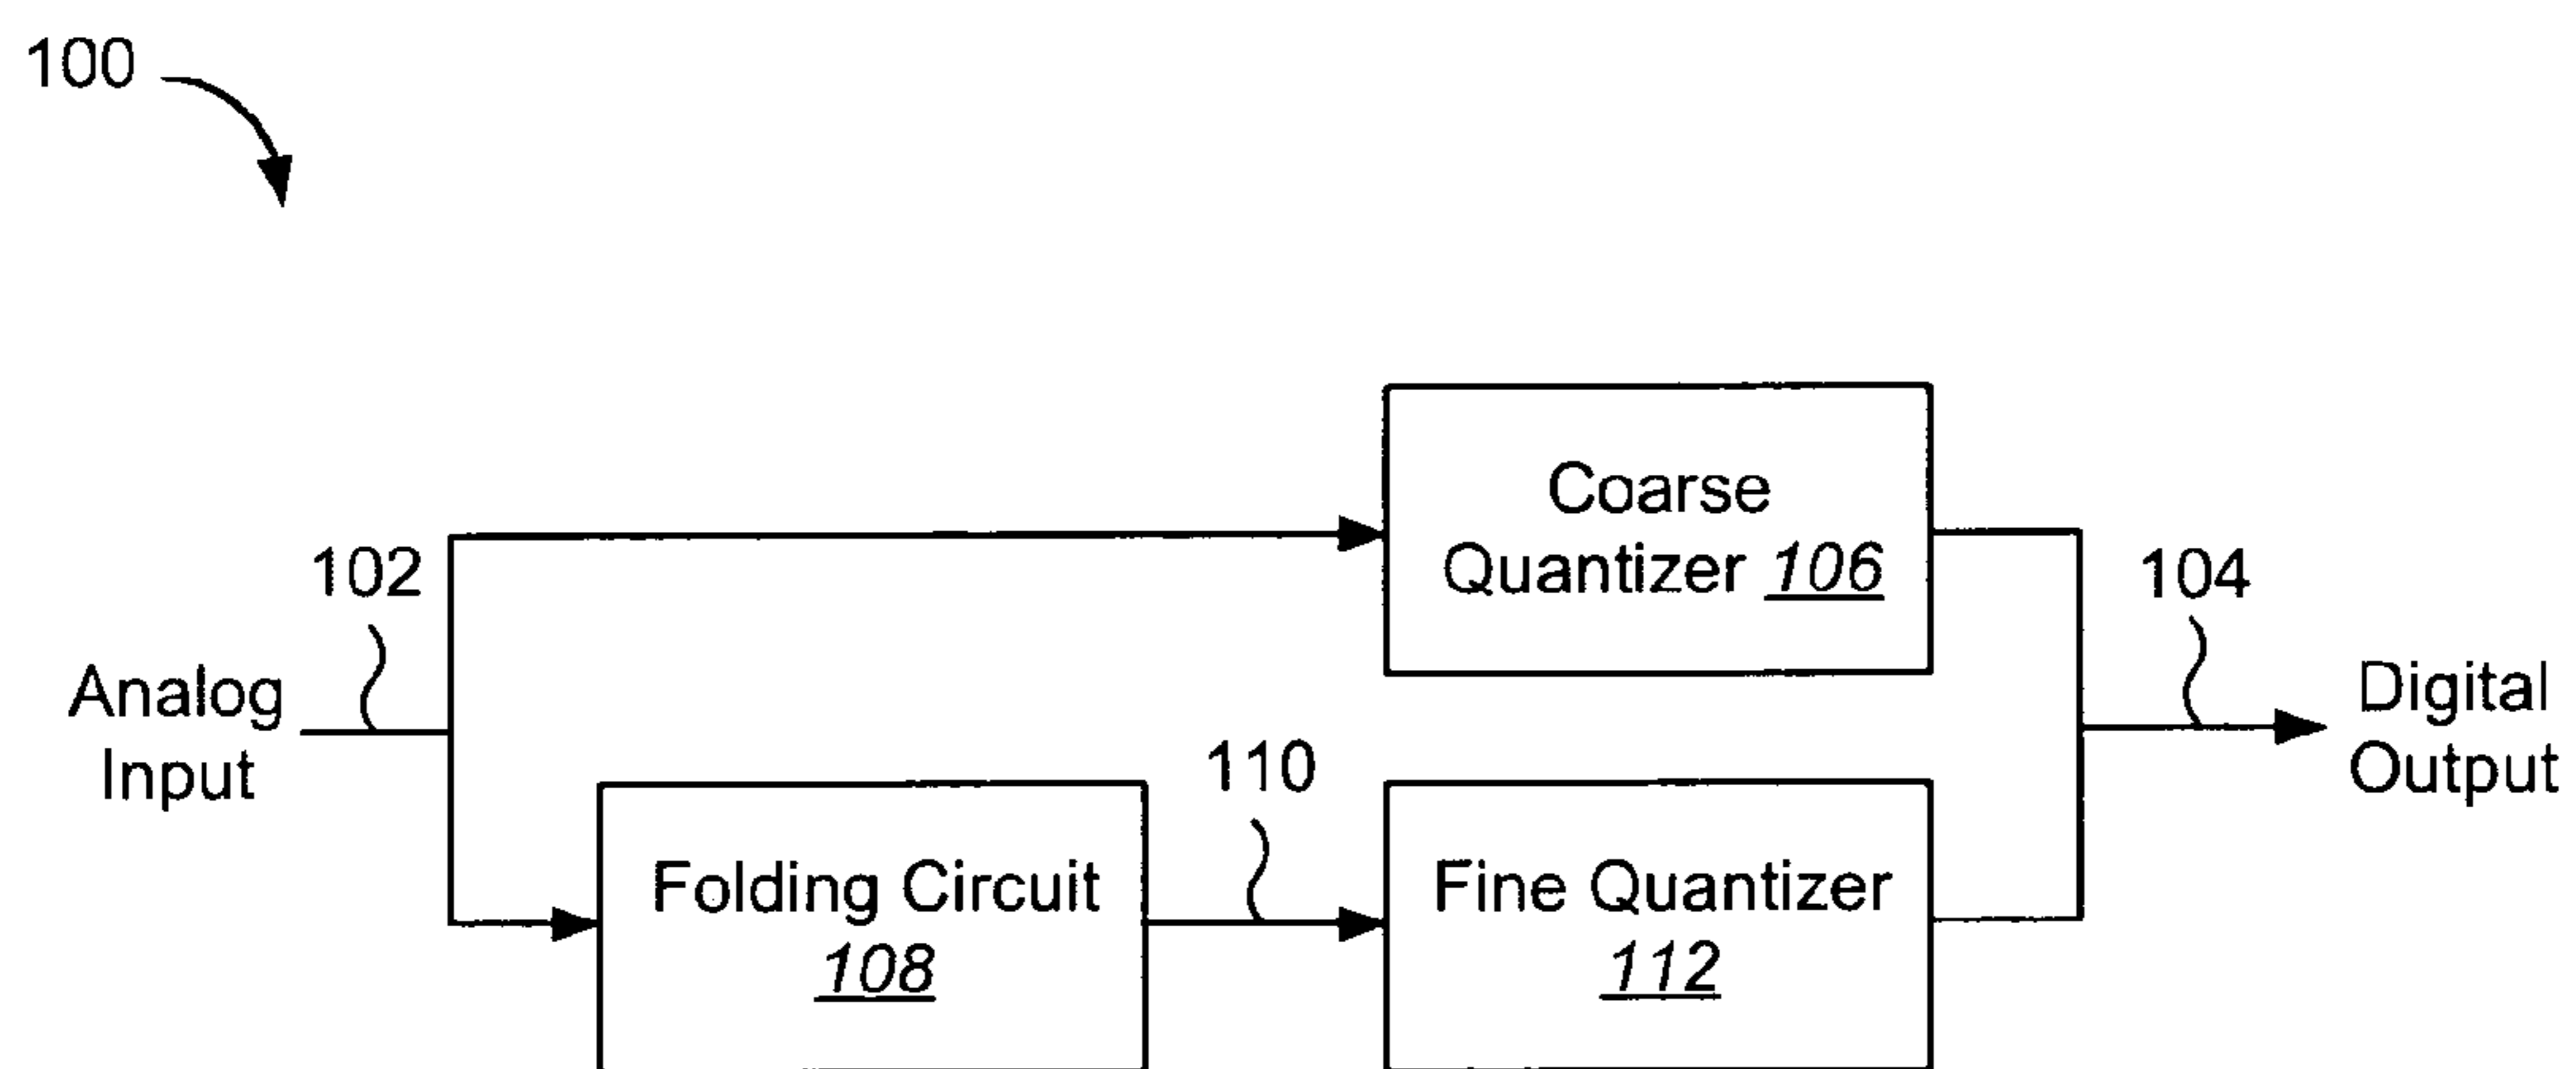 100
Coarse
Quantizer 106
102
104
Analog
Input
Digital
Output
110
Folding Circuit
108
Fine Quantizer
112